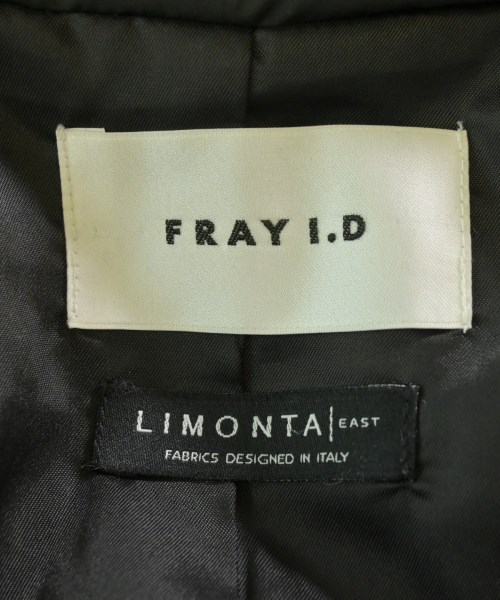 FRAY I.D
LIMONTA|EAST
FABRICS DESIGNED IN ITALY